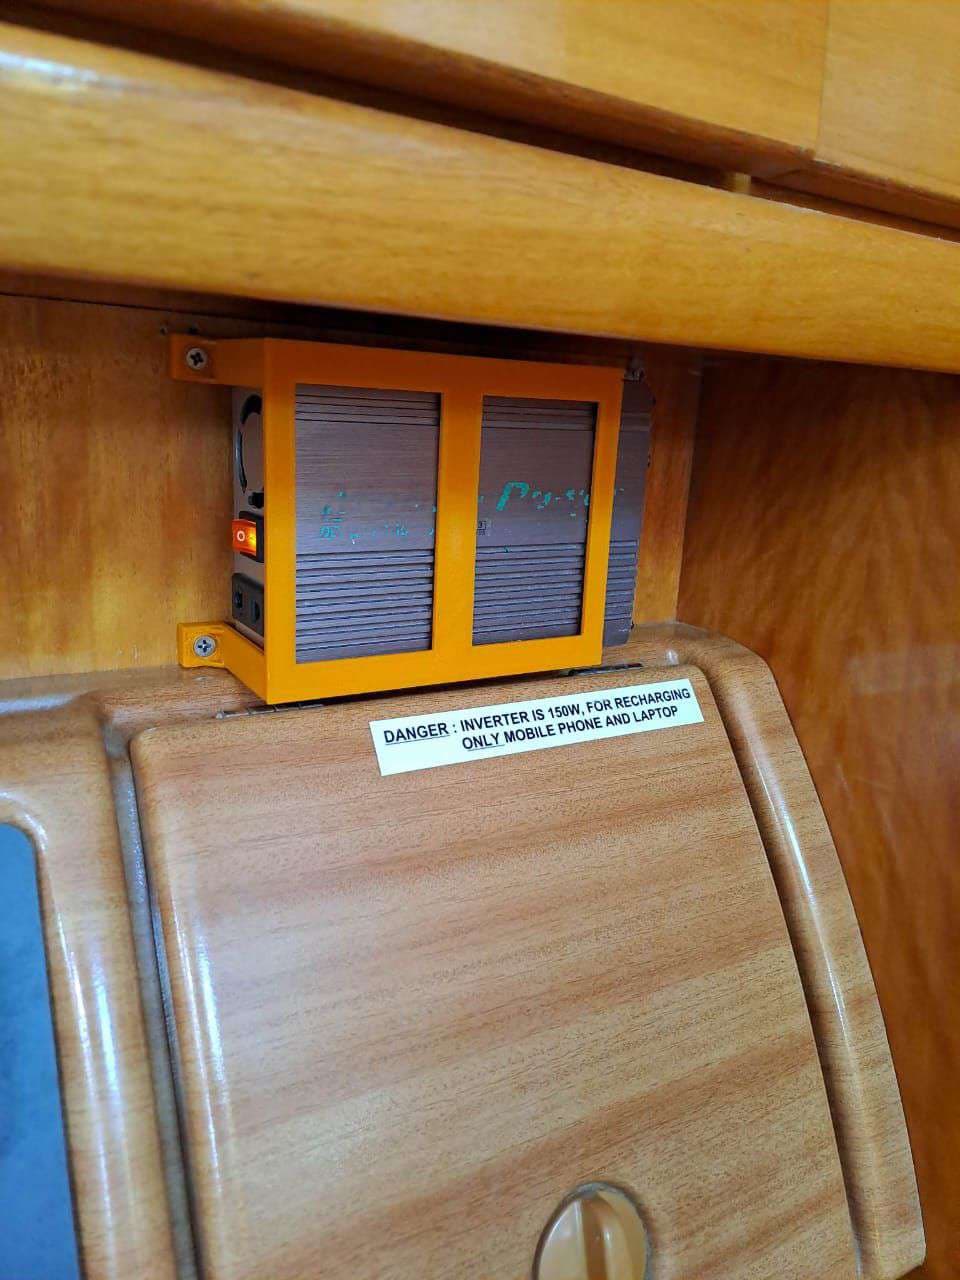 DANGER : INVERTER IS 150W, FOR RECHARGING
ONLY MOBILE PHONE AND LAPTOP